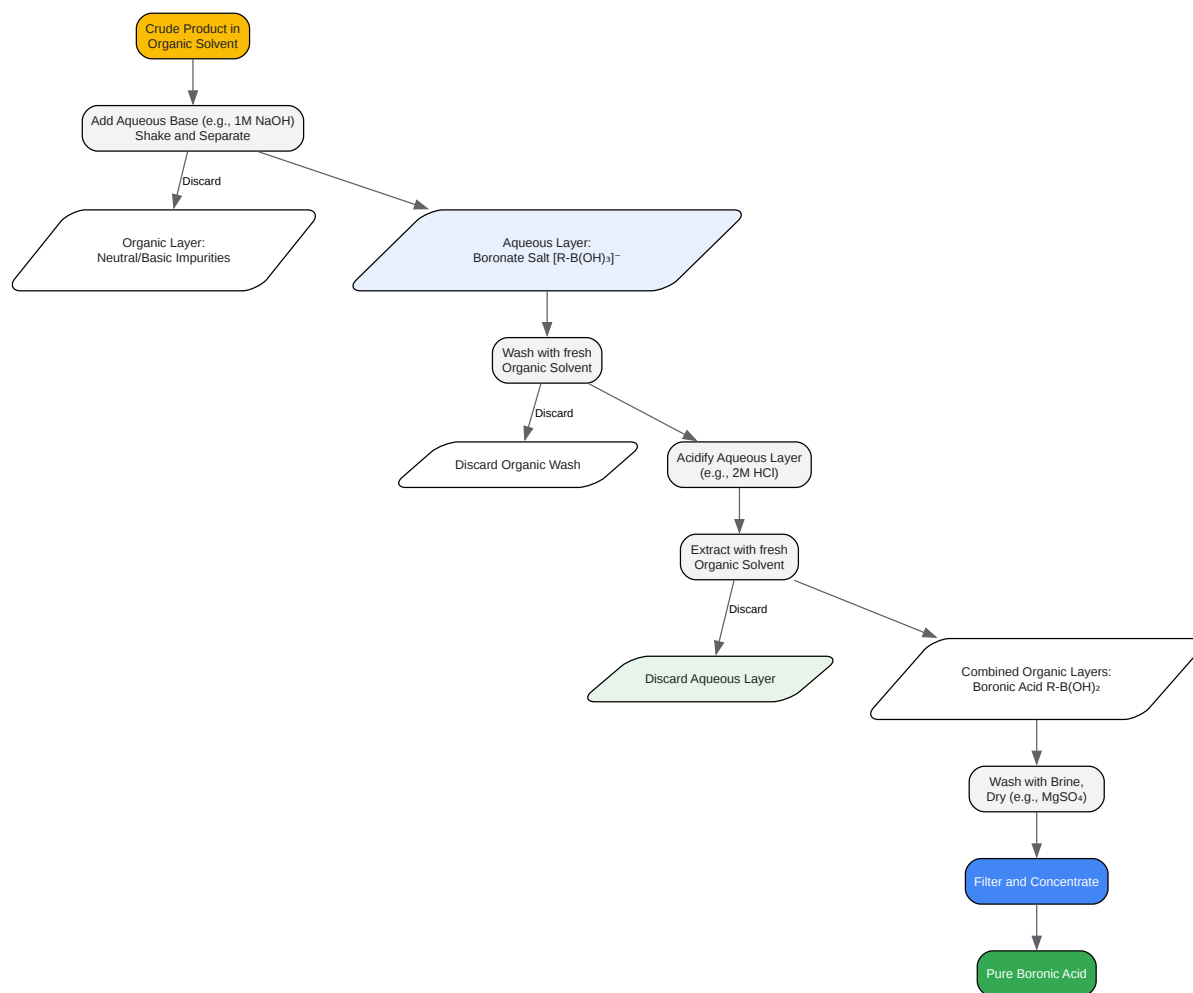 Crude Product in
Organic Solvent
Add Aqueous Base (e.g., 1M NaOH)
Shake and Separate
Discard
Organic Layer:
Neutral/Basic Impurities
Aqueous Layer:
Boronate Salt [R-B(OH)₃]⁻
Wash with fresh
Organic Solvent
Discard
Discard Organic Wash
Acidify Aqueous Layer
(e.g., 2M HCl)
Extract with fresh
Organic Solvent
Discard
Discard Aqueous Layer
Combined Organic Layers:
Boronic Acid R-B(OH)₂
Wash with Brine,
Dry (e.g., MgSO₄)
Filter and Concentrate
Pure Boronic Acid